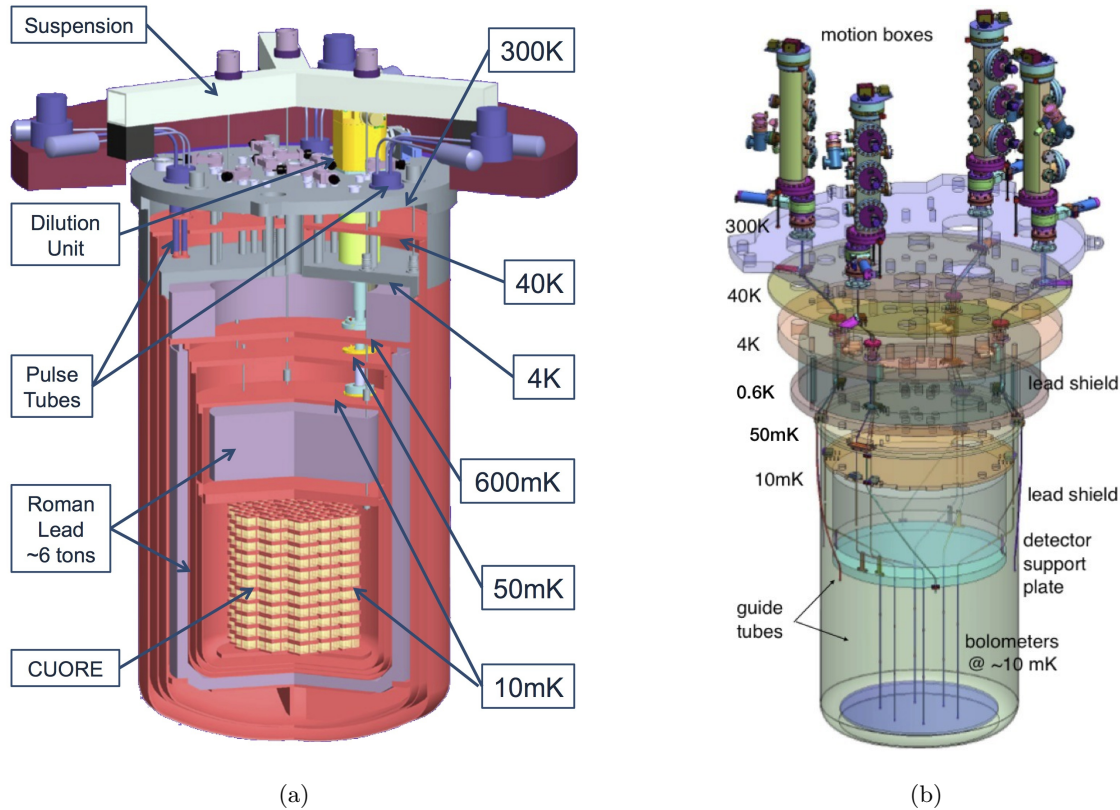 Suspension
300K
Dilution
Unit
40K
Pulse
Tubes
4K
Roman
Lead
~6 tons
600mK
50mK
CUORE
10mK
(a)
motion boxes
300K
40K
4K
0.6K
lead shield
50mK
10mK
lead shield
detector
support
plate
guide
tubes
bolometers
@ ~10 mK
(b)